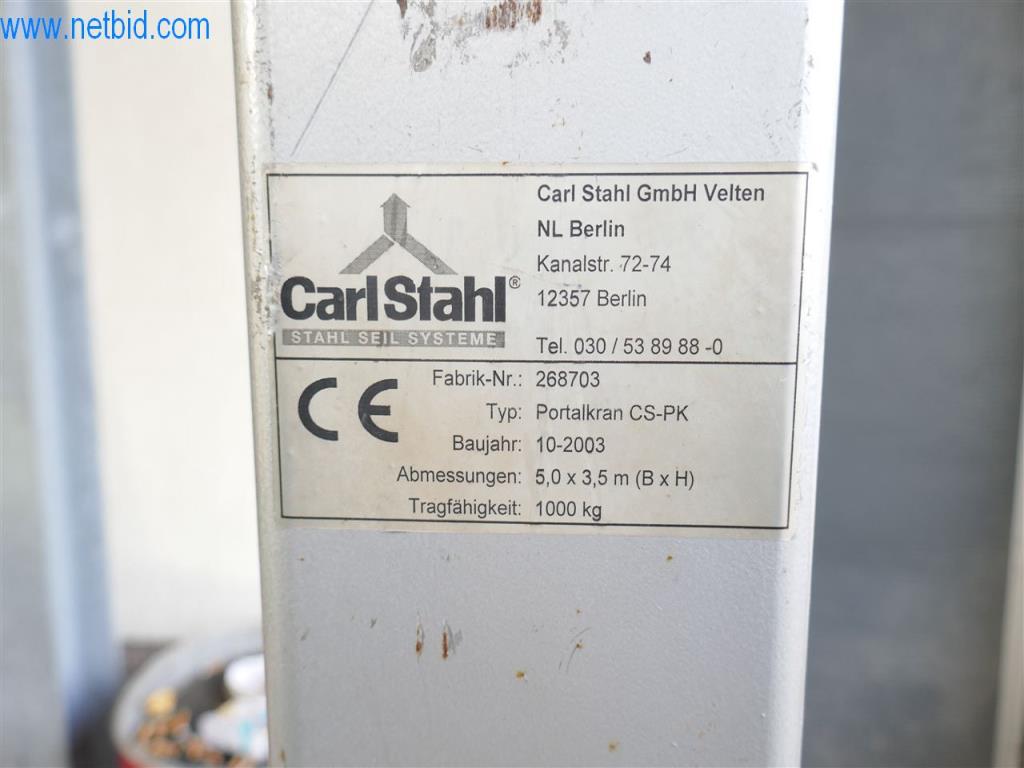 www.netbid.com
Carl Stahl GmbH Velten
NL Berlin
Kanalstr. 72-74
12357 Berlin
Tel. 030 / 53 89 88 -0
CarlStahl®
STAHL SEIL SYSTEME
CE
Fabrik-Nr.: 268703
Typ: Portalkran CS-PK
Baujahr: 10-2003
Abmessungen: 5,0 x 3,5 m (B x H)
Tragfähigkeit: 1000 kg